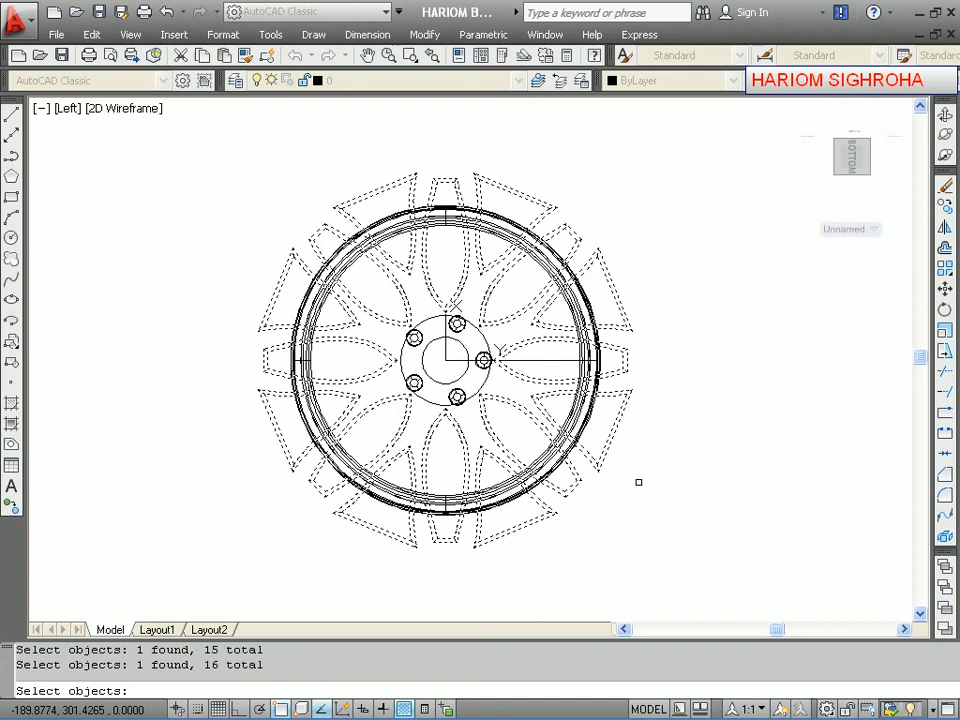 AutoCAD Classic
HARIOM B...
Type a keyword or phrase
Sign In
File Edit View Insert Format Tools Draw Dimension Modify Parametric Window Help Express
Standard
Standard
Standard
AutoCAD Classic
0
ByLayer
HARIOM SIGHROHA
[−] [Left] [2D Wireframe]
BOTTOM
Unnamed
X
Y
Model Layout1 Layout2
Select objects: 1 found, 15 total
Select objects: 1 found, 16 total
Select objects:
-189.8774, 301.4265, 0.0000
MODEL
1:1